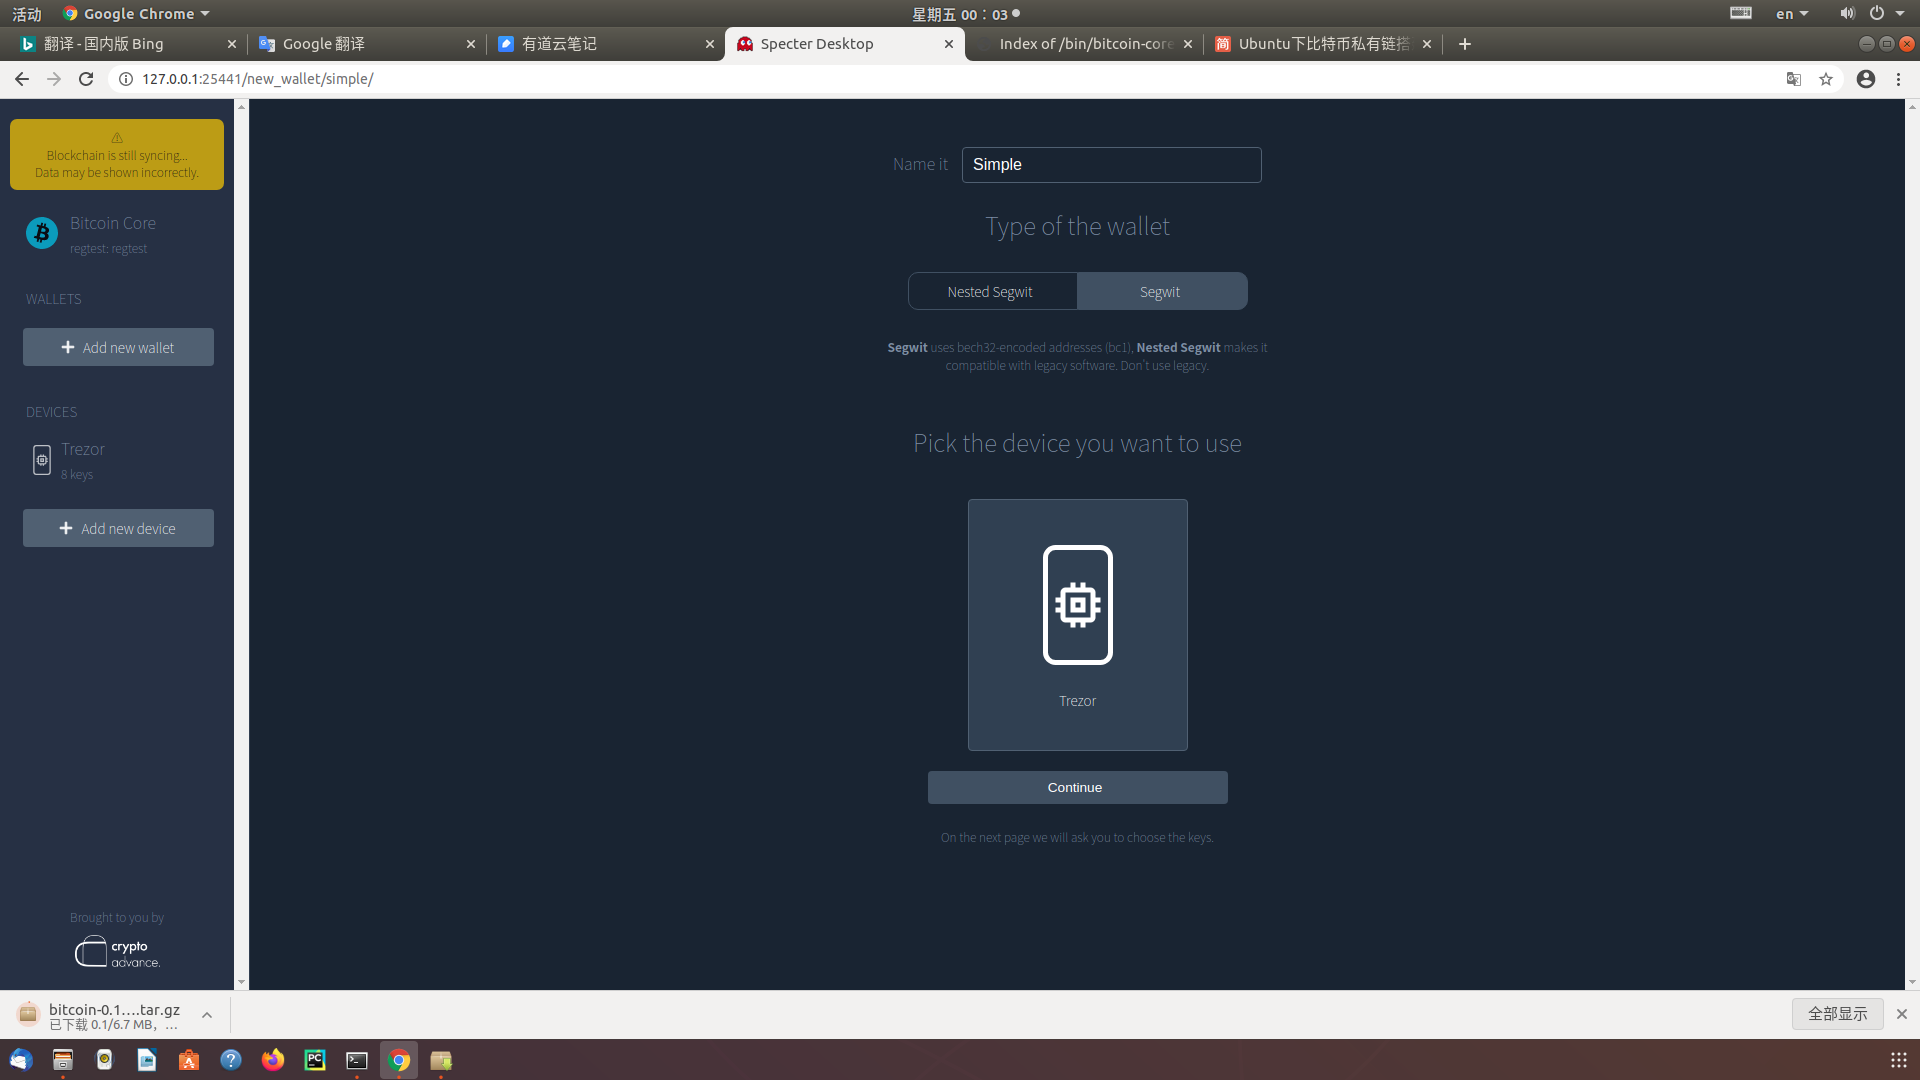 活动
Google Chrome
星期五 00：03
en
翻译 - 国内版 Bing
Google 翻译
有道云笔记
Specter Desktop
Index of /bin/bitcoin-core
Ubuntu下比特币私有链搭
127.0.0.1:25441/new_wallet/simple/
Blockchain is still syncing...
Data may be shown incorrectly.
Bitcoin Core
regtest: regtest
WALLETS
Add new wallet
DEVICES
Trezor
8 keys
Add new device
Brought to you by
crypto
advance.
Name it
Simple
Type of the wallet
Nested Segwit
Segwit
Segwit uses bech32-encoded addresses (bc1), Nested Segwit makes it
compatible with legacy software. Don't use legacy.
Pick the device you want to use
Trezor
Continue
On the next page we will ask you to choose the keys.
bitcoin-0.1….tar.gz
已下载 0.1/6.7 MB，…
全部显示